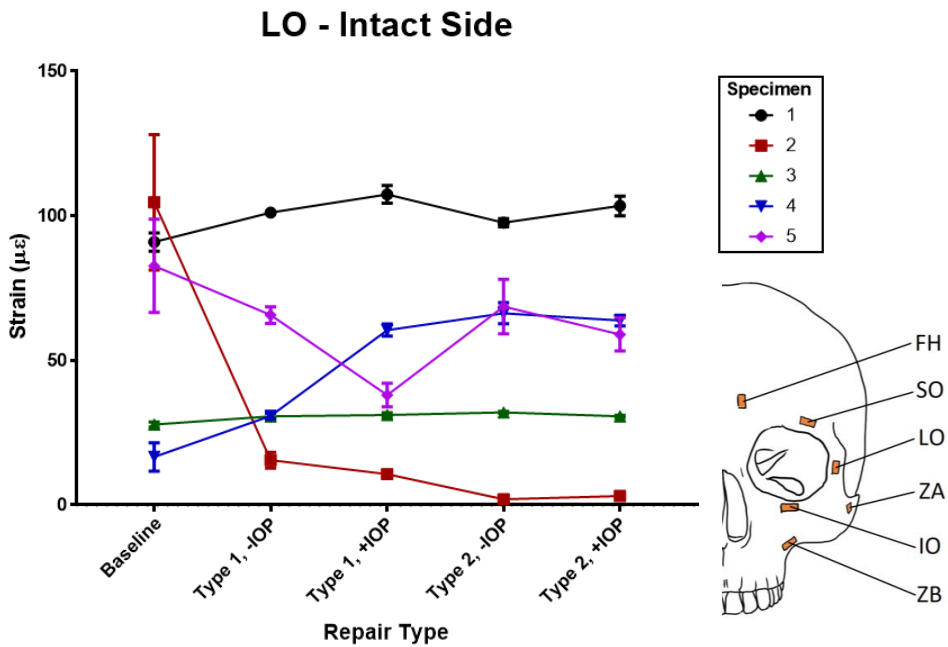 LO - Intact Side
Strain (με)
150
100
50
0
Baseline
Type 1, -IOP
Type 1, +IOP
Type 2, -IOP
Type 2, +IOP
Repair Type
Specimen
1
2
3
4
5
FH
SO
LO
ZA
IO
ZB